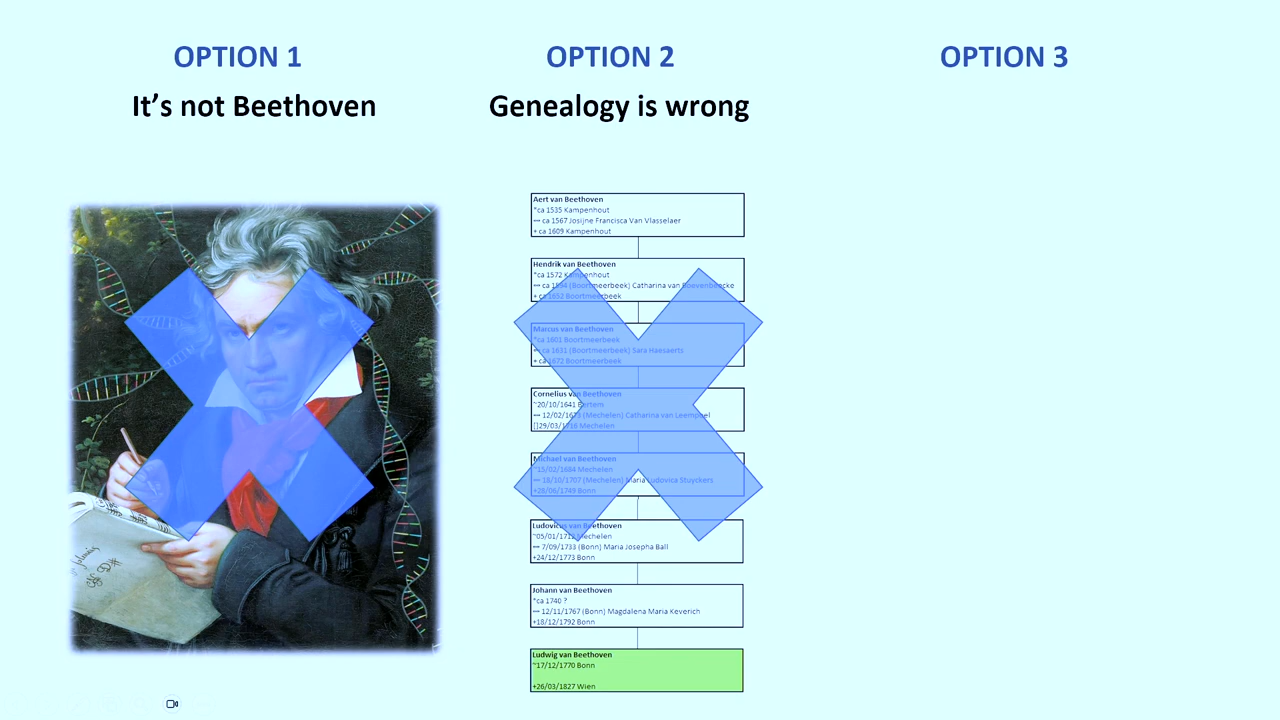 OPTION 1
It's not Beethoven
OPTION 2
Genealogy is wrong
OPTION 3
Aert van Beethoven
*ca 1535 Kampenhout
∞ ca 1567 Josijne Francisca Van Vlasselaer
+ ca 1609 Kampenhout
Hendrik van Beethoven
*ca 1572 Kampenhout
∞ ca 1594 (Boortmeerbeek) Catharina van Boevenbeecke
+ ca 1652 Boortmeerbeek
Marcus van Beethoven
*ca 1601 Boortmeerbeek
∞ ca 1631 (Boortmeerbeek) Sara Haesaerts
+ ca 1672 Boortmeerbeek
Cornelius van Beethoven
~20/10/1641 Bertem
∞ 12/02/1673 (Mechelen) Catharina van Leempoel
[]29/03/1716 Mechelen
Michael van Beethoven
~15/02/1684 Mechelen
∞ 18/10/1707 (Mechelen) Maria Ludovica Stuyckers
+28/06/1749 Bonn
Ludovicus van Beethoven
~05/01/1712 Mechelen
∞ 7/09/1733 (Bonn) Maria Josepha Ball
+24/12/1773 Bonn
Johann van Beethoven
*ca 1740 ?
∞ 12/11/1767 (Bonn) Magdalena Maria Keverich
+18/12/1792 Bonn
Ludwig van Beethoven
~17/12/1770 Bonn
+26/03/1827 Wien